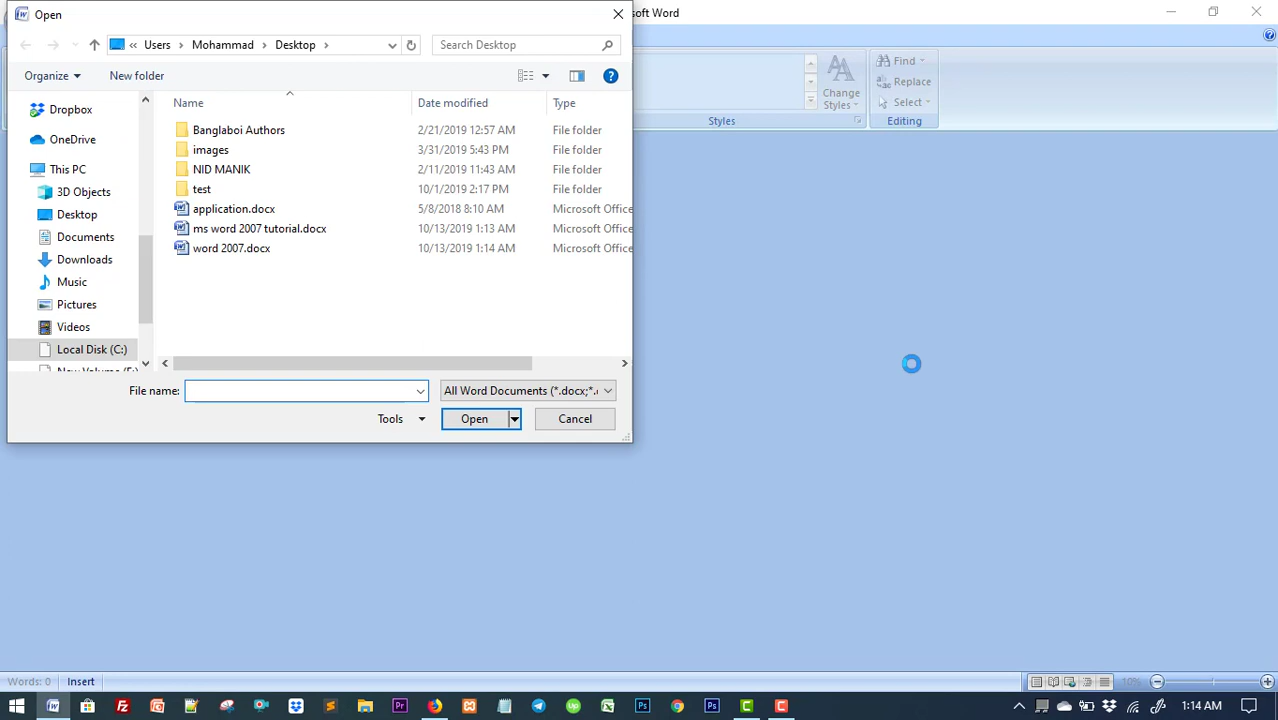 Open
soft Word
Users Mohammad Desktop
Search Desktop
Organize
New folder
Name
Date modified
Type
Dropbox
OneDrive
This PC
3D Objects
Desktop
Documents
Downloads
Music
Pictures
Videos
Local Disk (C:)
Banglaboi Authors 2/21/2019 12:57 AM File folder
images 3/31/2019 5:43 PM File folder
NID MANIK 2/11/2019 11:43 AM File folder
test 10/1/2019 2:17 PM File folder
application.docx 5/8/2018 8:10 AM Microsoft Office
ms word 2007 tutorial.docx 10/13/2019 1:13 AM Microsoft Office
word 2007.docx 10/13/2019 1:14 AM Microsoft Office
File name:
All Word Documents (*.docx;*.
Tools
Open
Cancel
Change
Styles
Find
Replace
Select
Styles
Editing
Words: 0
Insert
10%
1:14 AM